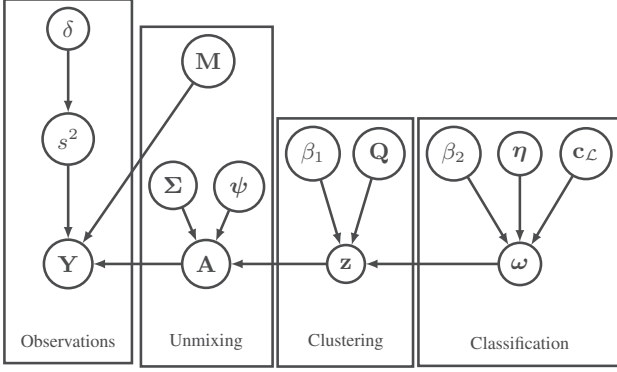 δ
M
s²
β₁ Q β₂ η c_ℒ
Σ ψ
Y A z ω
Observations Unmixing Clustering Classification